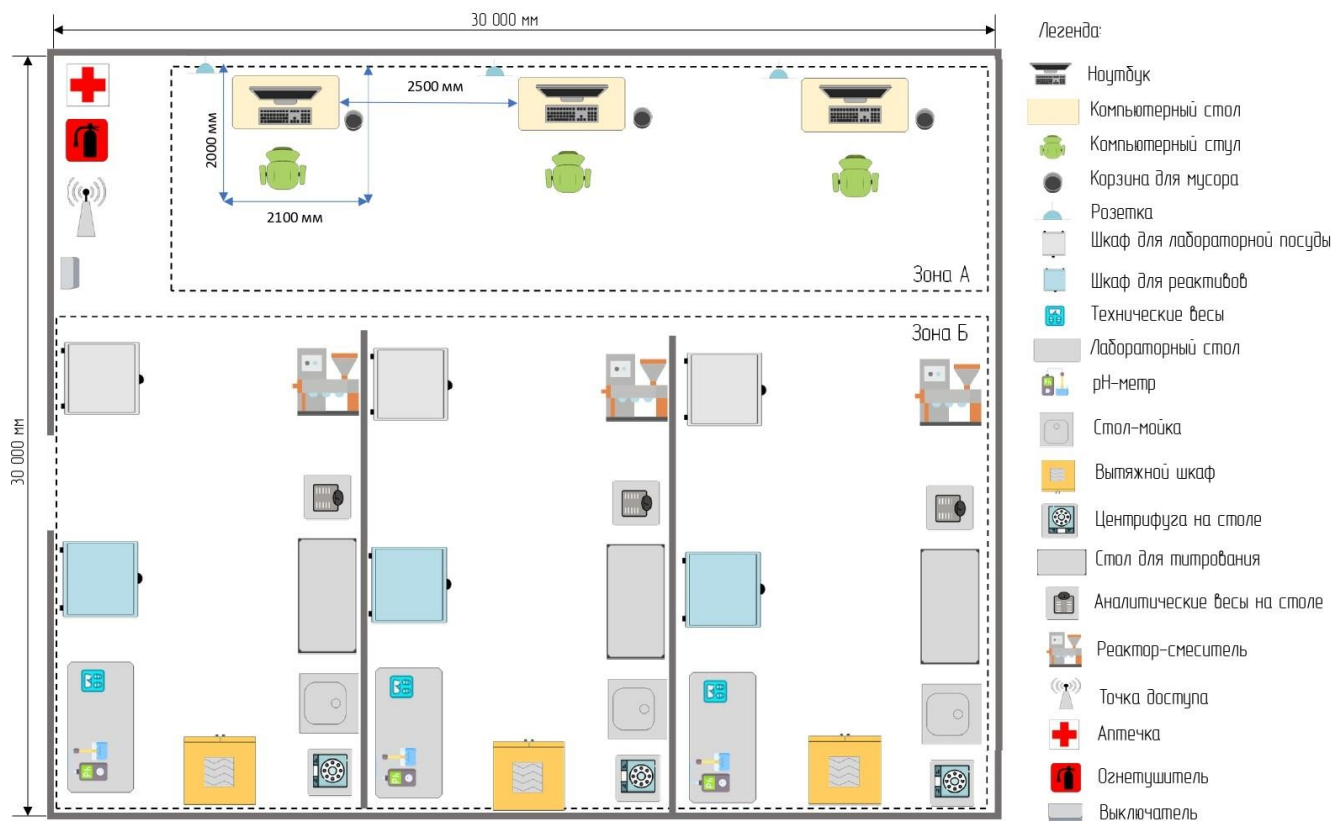 30 000 мм
30 000 мм
2500 мм
2000 мм
2100 мм
Зона А
Зона Б
Легенда:
Ноутбук
Компьютерный стол
Компьютерный стул
Корзина для мусора
Розетка
Шкаф для лабораторной посуды
Шкаф для реактивов
Технические весы
Лабораторный стол
pH-метр
Стол-мойка
Вытяжной шкаф
Центрифуга на столе
Стол для титрования
Аналитические весы на столе
Реактор-смеситель
Точка доступа
Аптечка
Огнетушитель
Выключатель
Ph
Ph
Ph